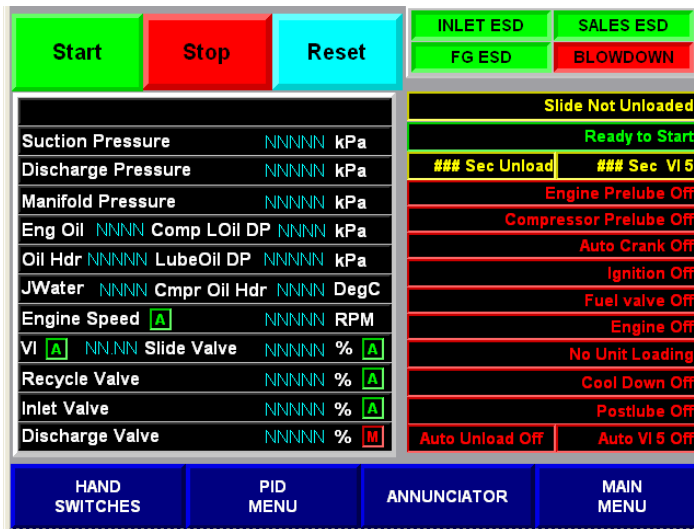 Start Stop Reset
INLET ESD SALES ESD
FG ESD BLOWDOWN
Suction Pressure NNNNN kPa
Discharge Pressure NNNNN kPa
Manifold Pressure NNNNN kPa
Eng Oil NNNN Comp LOil DP NNNN kPa
Oil Hdr NNNNN LubeOil DP NNNNN kPa
JWater NNNN Cmpr Oil Hdr NNNN DegC
Engine Speed A NNNNN RPM
VI A NN.NN Slide Valve NNNNN % A
Recycle Valve NNNNN % A
Inlet Valve NNNNN % A
Discharge Valve NNNNN % M
Slide Not Unloaded
Ready to Start
### Sec Unload ### Sec VI 5
Engine Prelube Off
Compressor Prelube Off
Auto Crank Off
Ignition Off
Fuel valve Off
Engine Off
No Unit Loading
Cool Down Off
Postlube Off
Auto Unload Off Auto VI 5 Off
HAND SWITCHES
PID MENU
ANNUNCIATOR
MAIN MENU